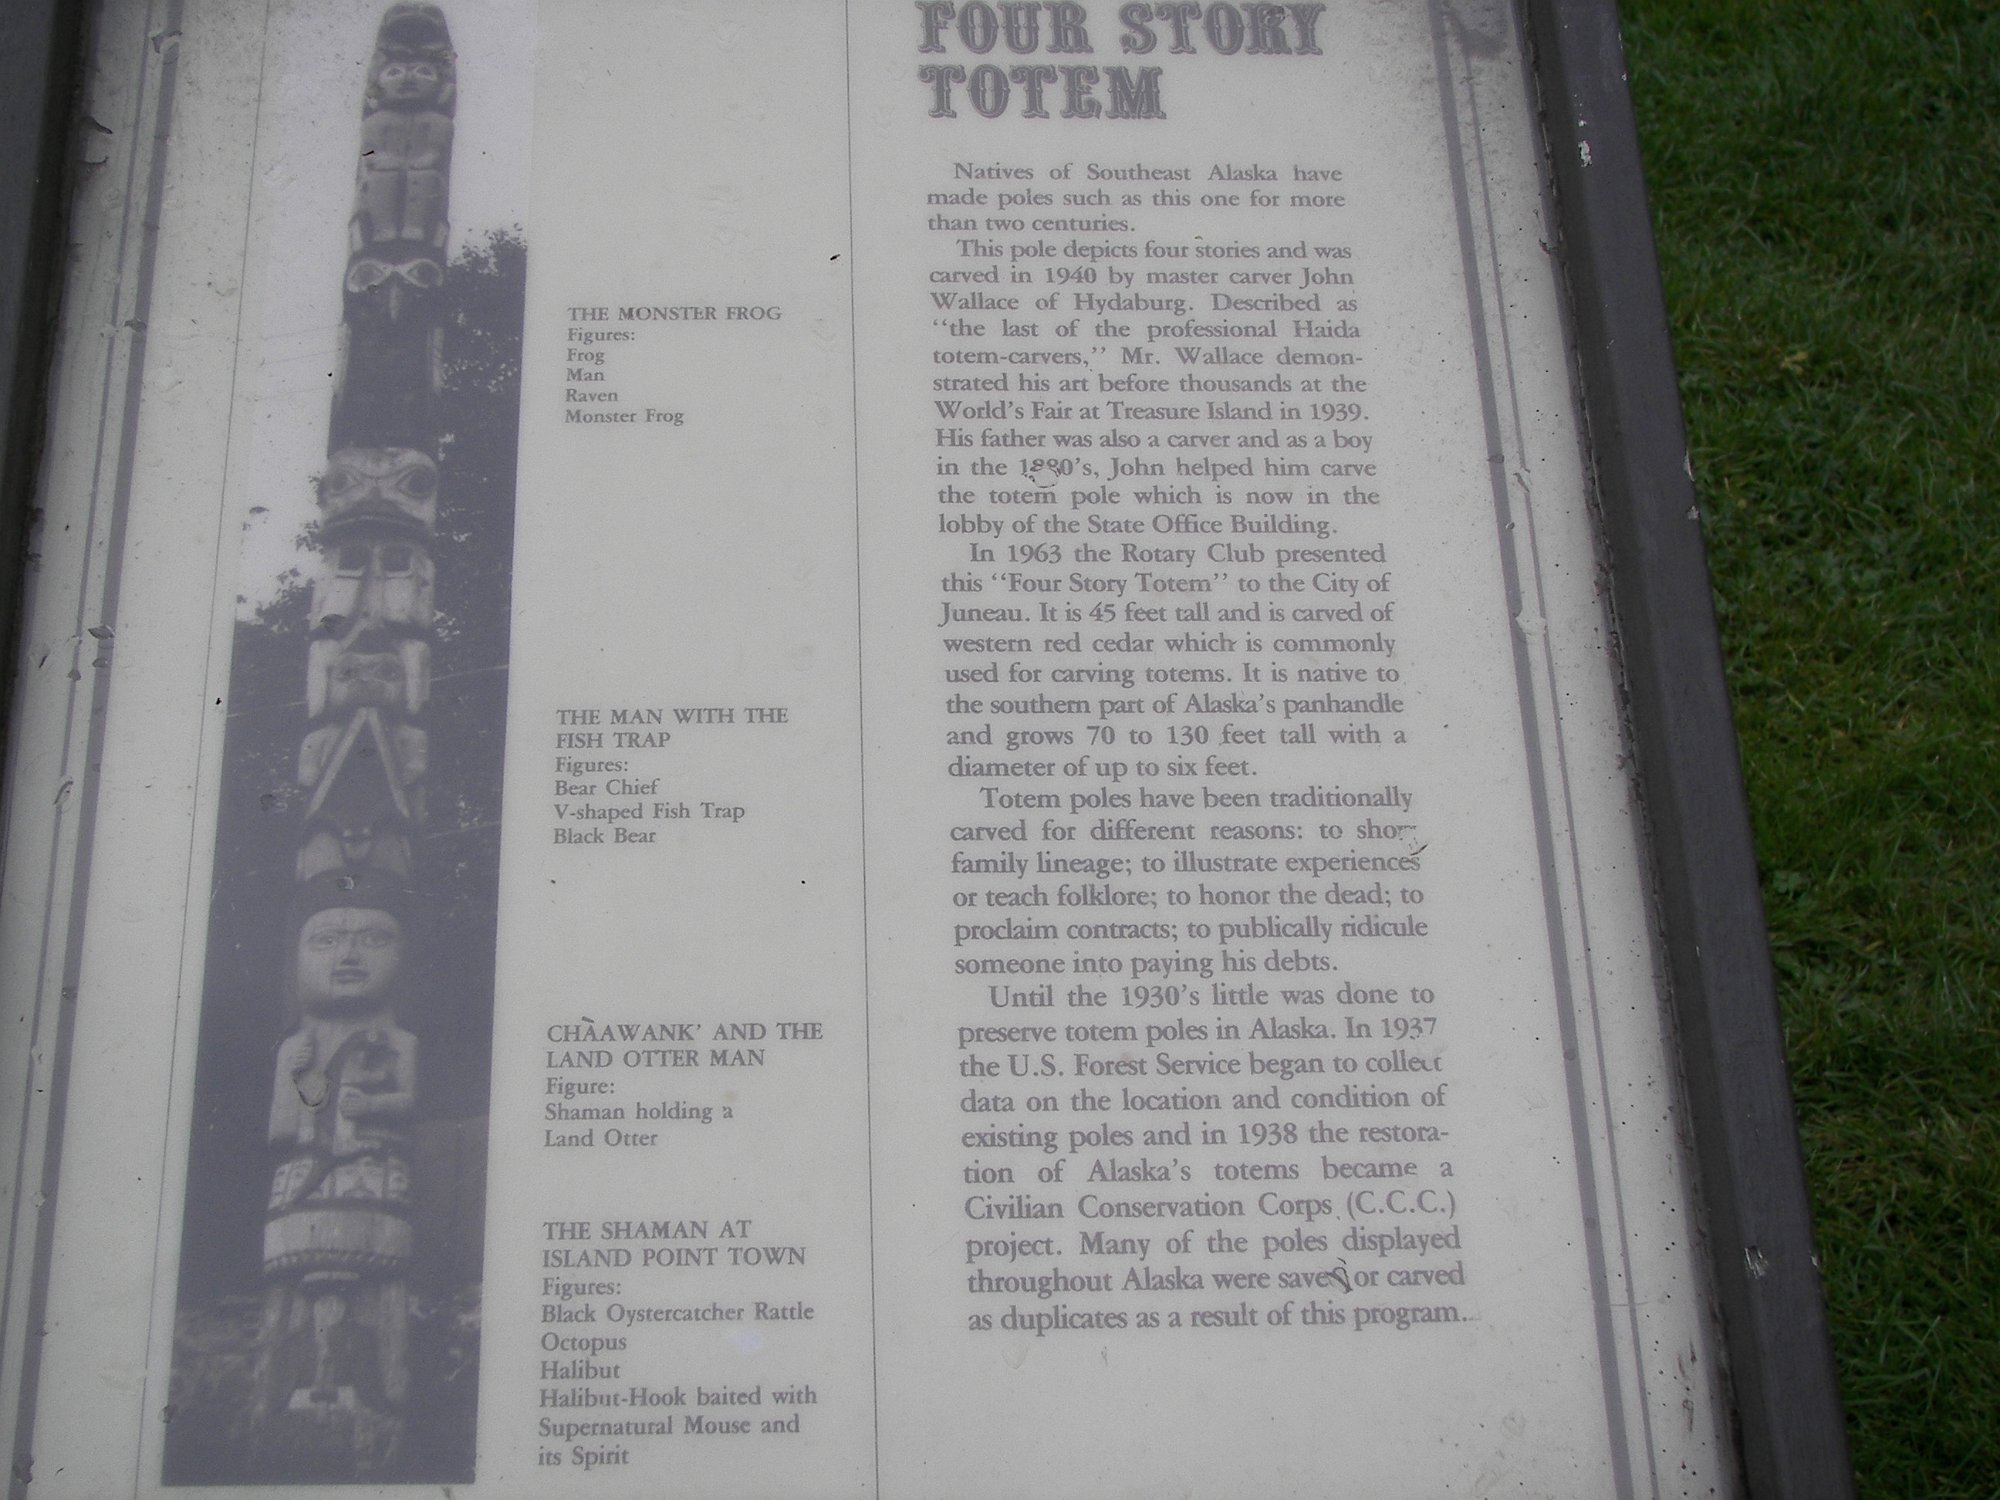 FOUR STORY
TOTEM
Natives of Southeast Alaska have
made poles such as this one for more
than two centuries.
This pole depicts four stories and was
carved in 1940 by master carver John
Wallace of Hydaburg. Described as
“the last of the professional Haida
totem-carvers,” Mr. Wallace demon-
strated his art before thousands at the
World's Fair at Treasure Island in 1939.
His father was also a carver and as a boy
in the 1880's, John helped him carve
the totem pole which is now in the
lobby of the State Office Building.
In 1963 the Rotary Club presented
this “Four Story Totem” to the City of
Juneau. It is 45 feet tall and is carved of
western red cedar which is commonly
used for carving totems. It is native to
the southern part of Alaska's panhandle
and grows 70 to 130 feet tall with a
diameter of up to six feet.
Totem poles have been traditionally
carved for different reasons: to show
family lineage; to illustrate experiences
or teach folklore; to honor the dead; to
proclaim contracts; to publically ridicule
someone into paying his debts.
Until the 1930's little was done to
preserve totem poles in Alaska. In 1937
the U.S. Forest Service began to collect
data on the location and condition of
existing poles and in 1938 the restora-
tion of Alaska's totems became a
Civilian Conservation Corps (C.C.C.)
project. Many of the poles displayed
throughout Alaska were saved or carved
as duplicates as a result of this program.
THE MONSTER FROG
Figures:
Frog
Man
Raven
Monster Frog
THE MAN WITH THE
FISH TRAP
Figures:
Bear Chief
V-shaped Fish Trap
Black Bear
CHÀAWANK' AND THE
LAND OTTER MAN
Figure:
Shaman holding a
Land Otter
THE SHAMAN AT
ISLAND POINT TOWN
Figures:
Black Oystercatcher Rattle
Octopus
Halibut
Halibut-Hook baited with
Supernatural Mouse and
its Spirit